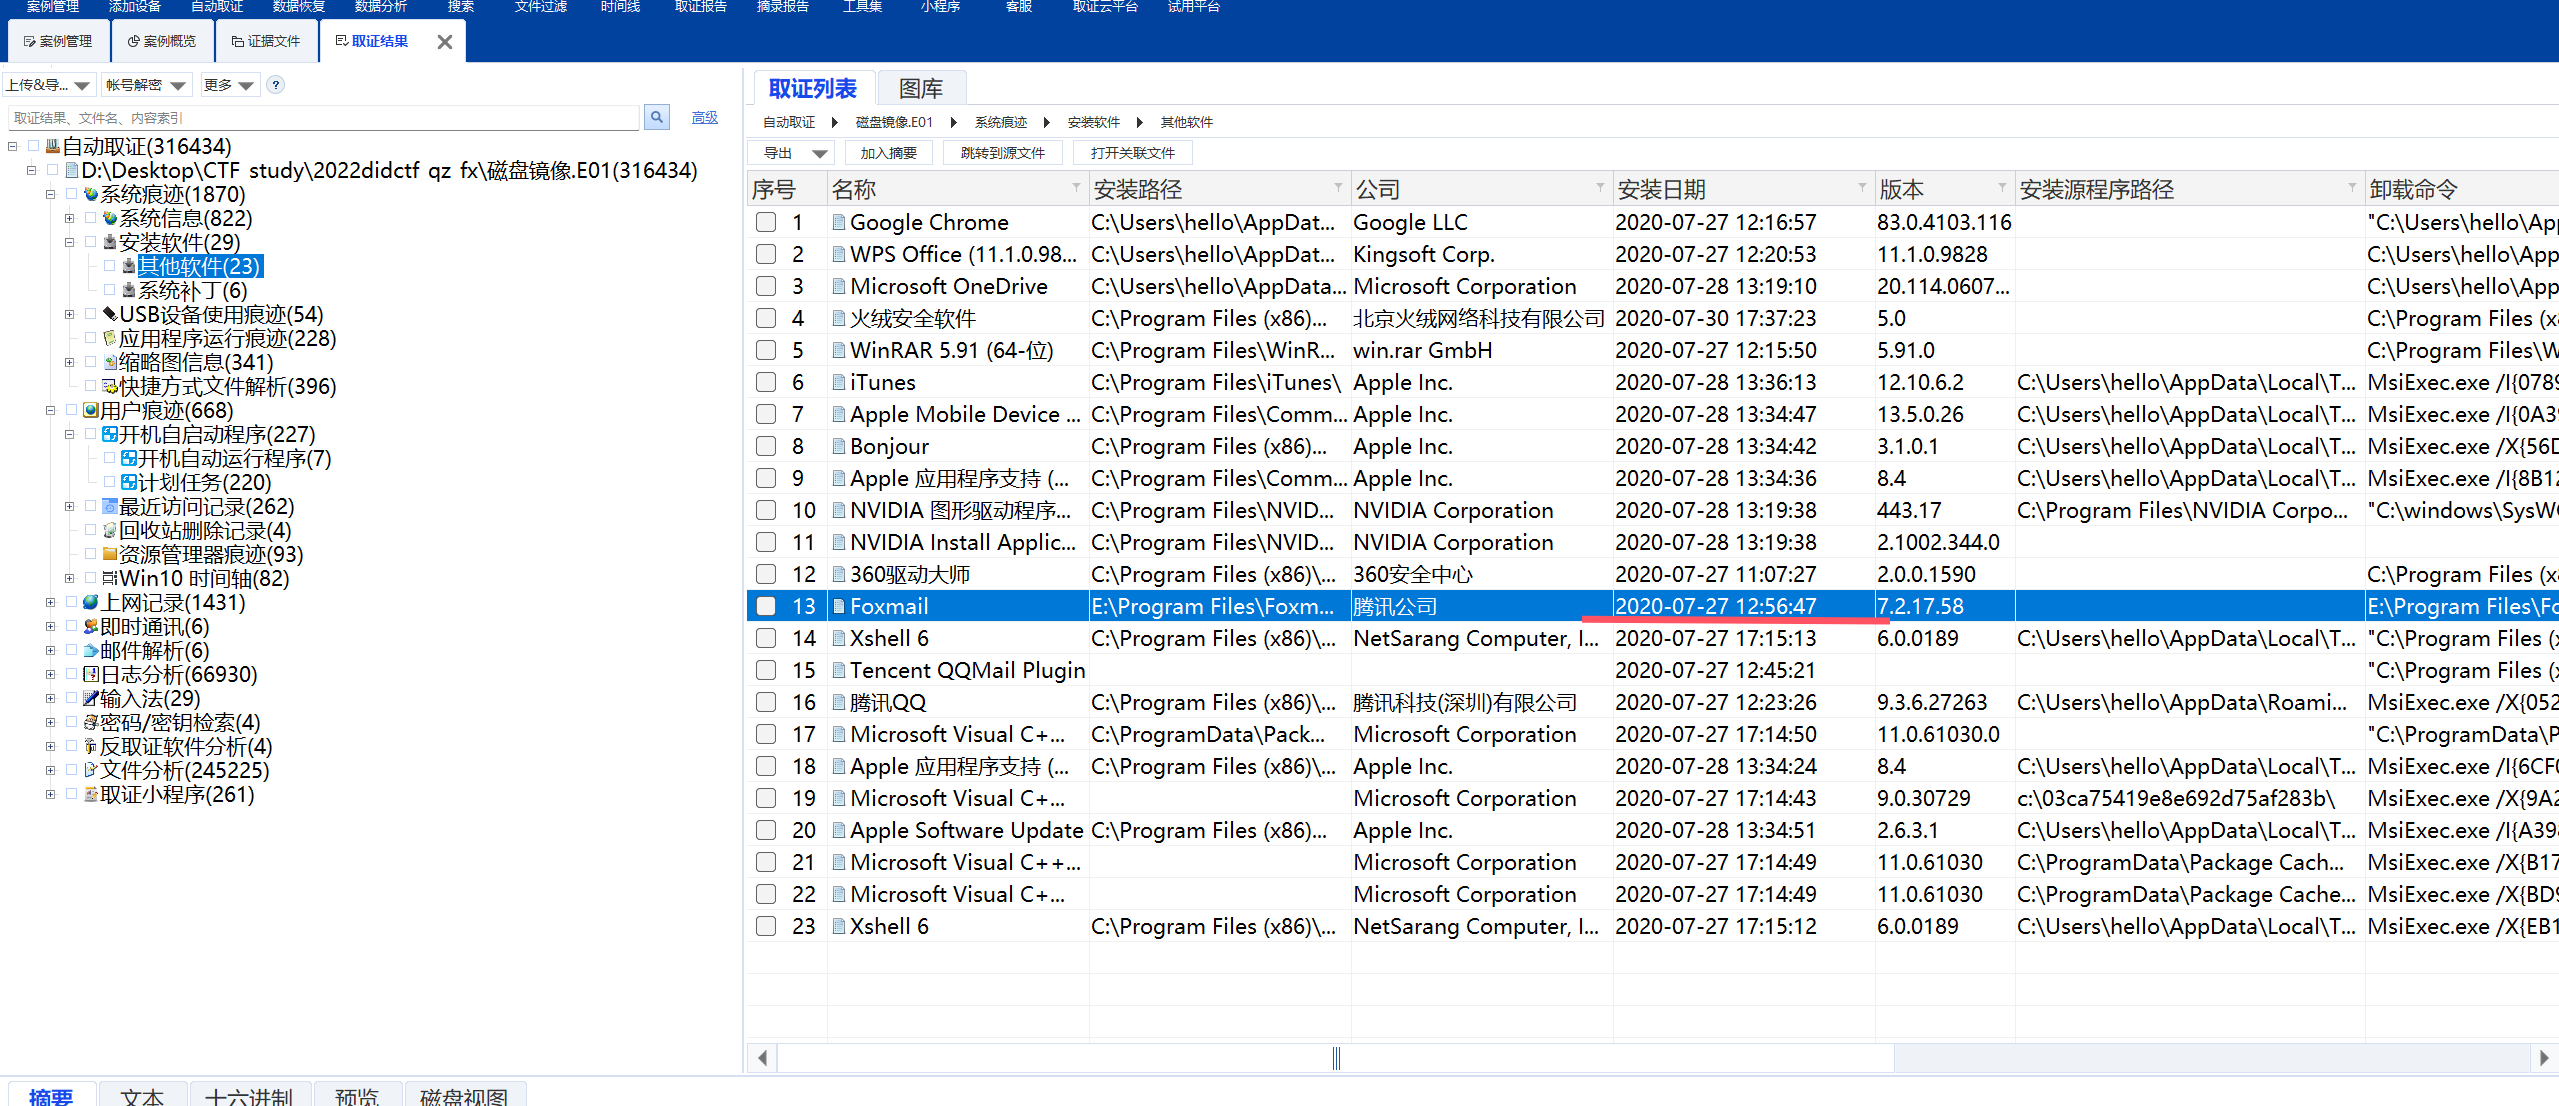 案例管理 添加设备 自动取证 数据恢复 数据分析 搜索 文件过滤 时间线 取证报告 摘录报告 工具集 小程序 客服 取证云平台 试用平台
案例管理 案例概览 证据文件 取证结果
上传&导... 帐号解密 更多 ?
取证结果、文件名、内容索引 高级
自动取证(316434)
D:\Desktop\CTF study\2022didctf qz fx\磁盘镜像.E01(316434)
系统痕迹(1870)
系统信息(822)
安装软件(29)
其他软件(23)
系统补丁(6)
USB设备使用痕迹(54)
应用程序运行痕迹(228)
缩略图信息(341)
快捷方式文件解析(396)
用户痕迹(668)
开机自启动程序(227)
开机自动运行程序(7)
计划任务(220)
最近访问记录(262)
回收站删除记录(4)
资源管理器痕迹(93)
Win10 时间轴(82)
上网记录(1431)
即时通讯(6)
邮件解析(6)
日志分析(66930)
输入法(29)
密码/密钥检索(4)
反取证软件分析(4)
文件分析(245225)
取证小程序(261)
取证列表 图库
自动取证 磁盘镜像.E01 系统痕迹 安装软件 其他软件
导出 加入摘要 跳转到源文件 打开关联文件
序号 名称 安装路径 公司 安装日期 版本 安装源程序路径 卸载命令
1 Google Chrome C:\Users\hello\AppDat... Google LLC 2020-07-27 12:16:57 83.0.4103.116 "C:\Users\hello\Ap
2 WPS Office (11.1.0.98... C:\Users\hello\AppDat... Kingsoft Corp. 2020-07-27 12:20:53 11.1.0.9828 C:\Users\hello\App
3 Microsoft OneDrive C:\Users\hello\AppData... Microsoft Corporation 2020-07-28 13:19:10 20.114.0607... C:\Users\hello\App
4 火绒安全软件 C:\Program Files (x86)... 北京火绒网络科技有限公司 2020-07-30 17:37:23 5.0 C:\Program Files (x8
5 WinRAR 5.91 (64-位) C:\Program Files\WinR... win.rar GmbH 2020-07-27 12:15:50 5.91.0 C:\Program Files\W
6 iTunes C:\Program Files\iTunes\ Apple Inc. 2020-07-28 13:36:13 12.10.6.2 C:\Users\hello\AppData\Local\T... MsiExec.exe /I{0789
7 Apple Mobile Device ... C:\Program Files\Comm... Apple Inc. 2020-07-28 13:34:47 13.5.0.26 C:\Users\hello\AppData\Local\T... MsiExec.exe /I{0A39
8 Bonjour C:\Program Files (x86)... Apple Inc. 2020-07-28 13:34:42 3.1.0.1 C:\Users\hello\AppData\Local\T... MsiExec.exe /X{56D
9 Apple 应用程序支持 (... C:\Program Files\Comm... Apple Inc. 2020-07-28 13:34:36 8.4 C:\Users\hello\AppData\Local\T... MsiExec.exe /I{8B12
10 NVIDIA 图形驱动程序... C:\Program Files\NVID... NVIDIA Corporation 2020-07-28 13:19:38 443.17 C:\Program Files\NVIDIA Corpo... "C:\windows\SysWO
11 NVIDIA Install Applic... C:\Program Files\NVID... NVIDIA Corporation 2020-07-28 13:19:38 2.1002.344.0
12 360驱动大师 C:\Program Files (x86)\... 360安全中心 2020-07-27 11:07:27 2.0.0.1590 C:\Program Files (x8
13 Foxmail E:\Program Files\Foxm... 腾讯公司 2020-07-27 12:56:47 7.2.17.58 E:\Program Files\Fo
14 Xshell 6 C:\Program Files (x86)\... NetSarang Computer, I... 2020-07-27 17:15:13 6.0.0189 C:\Users\hello\AppData\Local\T... "C:\Program Files (x
15 Tencent QQMail Plugin 2020-07-27 12:45:21 "C:\Program Files (x
16 腾讯QQ C:\Program Files (x86)\... 腾讯科技(深圳)有限公司 2020-07-27 12:23:26 9.3.6.27263 C:\Users\hello\AppData\Roami... MsiExec.exe /X{052
17 Microsoft Visual C+... C:\ProgramData\Pack... Microsoft Corporation 2020-07-27 17:14:50 11.0.61030.0 "C:\ProgramData\P
18 Apple 应用程序支持 (... C:\Program Files (x86)\... Apple Inc. 2020-07-28 13:34:24 8.4 C:\Users\hello\AppData\Local\T... MsiExec.exe /I{6CF0
19 Microsoft Visual C+... Microsoft Corporation 2020-07-27 17:14:43 9.0.30729 c:\03ca75419e8e692d75af283b\ MsiExec.exe /X{9A2
20 Apple Software Update C:\Program Files (x86)... Apple Inc. 2020-07-28 13:34:51 2.6.3.1 C:\Users\hello\AppData\Local\T... MsiExec.exe /I{A398
21 Microsoft Visual C++... Microsoft Corporation 2020-07-27 17:14:49 11.0.61030 C:\ProgramData\Package Cach... MsiExec.exe /X{B17
22 Microsoft Visual C+... Microsoft Corporation 2020-07-27 17:14:49 11.0.61030 C:\ProgramData\Package Cache... MsiExec.exe /X{BD9
23 Xshell 6 C:\Program Files (x86)\... NetSarang Computer, I... 2020-07-27 17:15:12 6.0.0189 C:\Users\hello\AppData\Local\T... MsiExec.exe /X{EB1
摘要 文本 十六进制 预览 磁盘视图